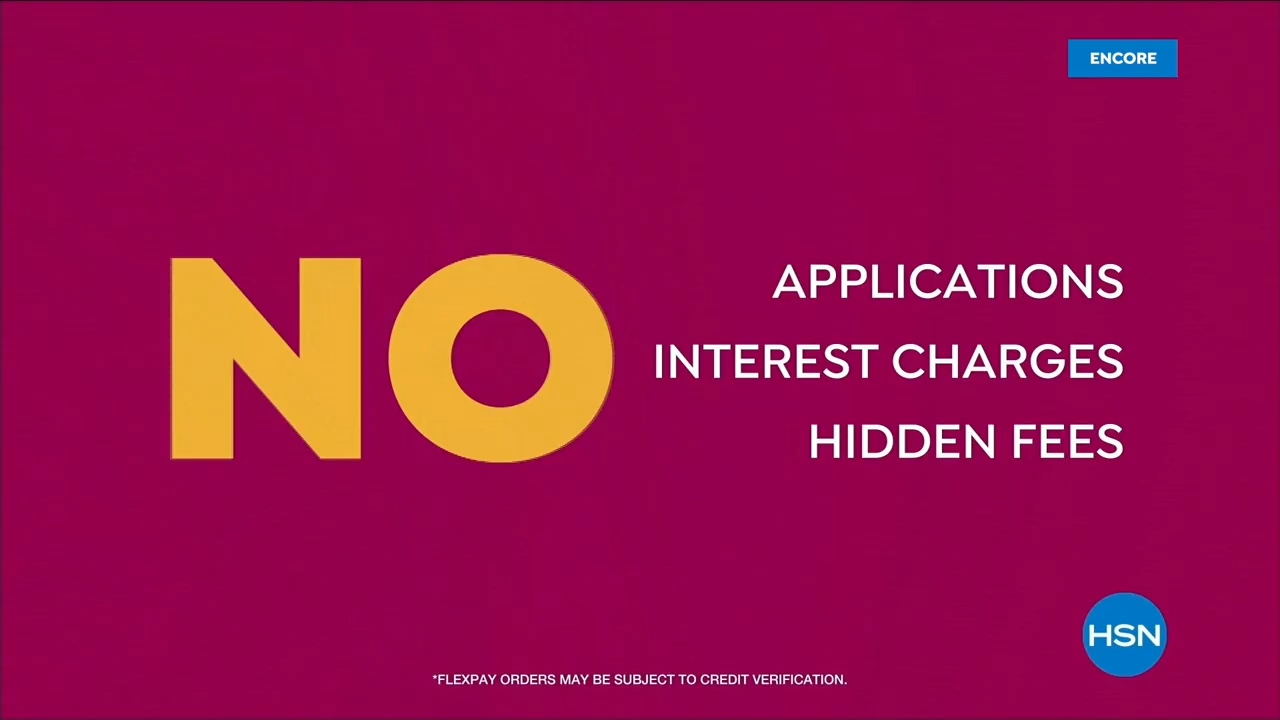 ENCORE
NO
APPLICATIONS
INTEREST CHARGES
HIDDEN FEES
HSN
*FLEXPAY ORDERS MAY BE SUBJECT TO CREDIT VERIFICATION.